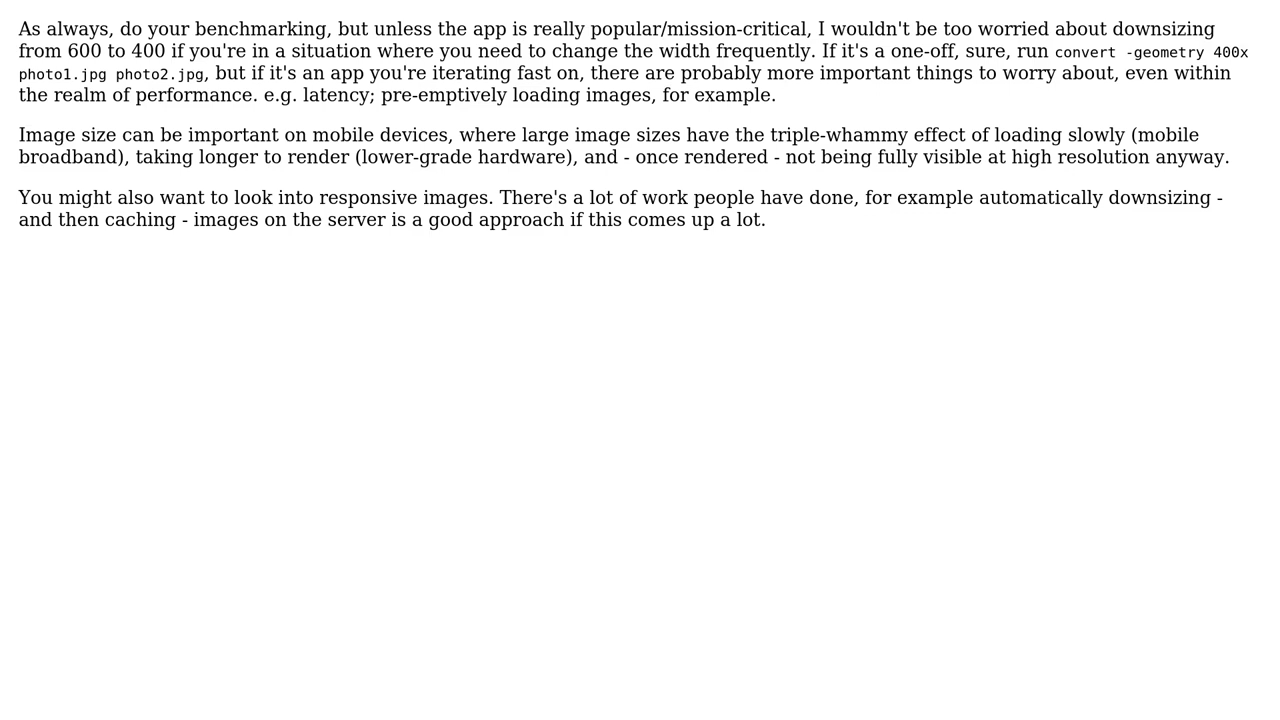 As always, do your benchmarking, but unless the app is really popular/mission-critical, I wouldn't be too worried about downsizing
from 600 to 400 if you're in a situation where you need to change the width frequently. If it's a one-off, sure, run convert -geometry 400x
photo1.jpg photo2.jpg, but if it's an app you're iterating fast on, there are probably more important things to worry about, even within
the realm of performance. e.g. latency; pre-emptively loading images, for example.
Image size can be important on mobile devices, where large image sizes have the triple-whammy effect of loading slowly (mobile
broadband), taking longer to render (lower-grade hardware), and - once rendered - not being fully visible at high resolution anyway.
You might also want to look into responsive images. There's a lot of work people have done, for example automatically downsizing -
and then caching - images on the server is a good approach if this comes up a lot.